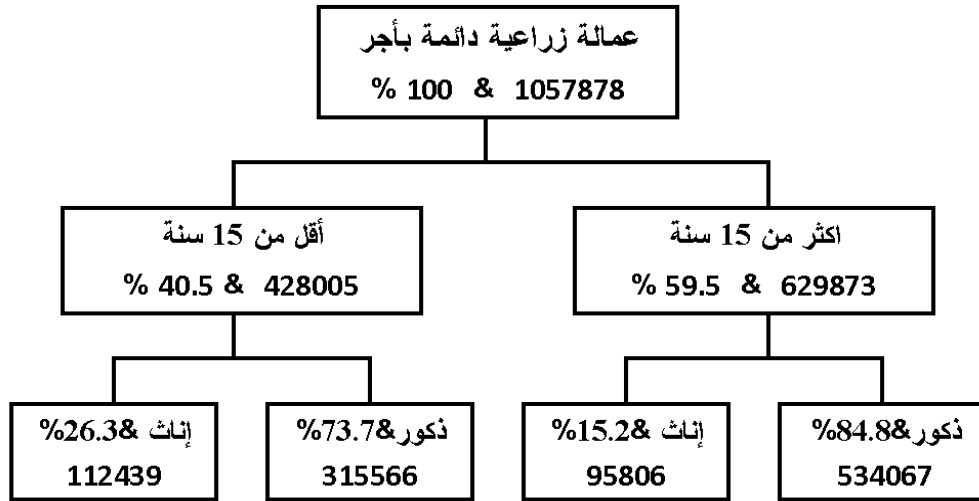 عمالة زراعية دائمة بأجر
1057878 & 100 %
اكثر من 15 سنة
629873 & 59.5 %
أقل من 15 سنة
428005 & 40.5 %
ذكور&84.8%
534067
إناث &15.2%
95806
ذكور&73.7%
315566
إناث &26.3%
112439